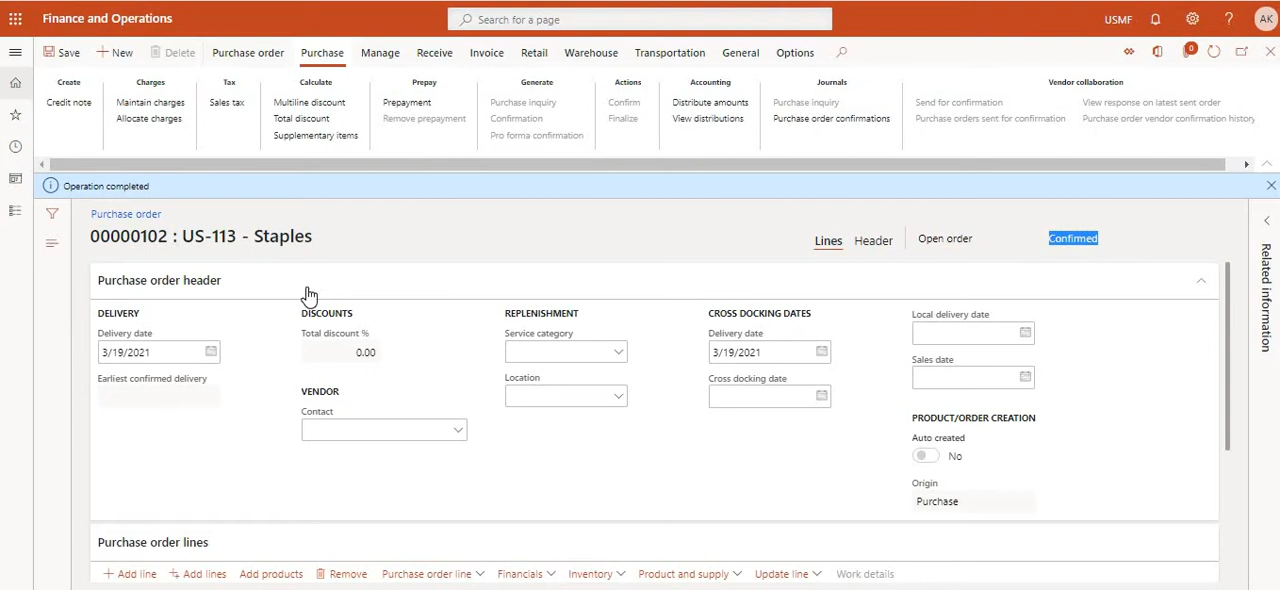 Finance and Operations
Search for a page
USMF
?
AK
Save
New
Delete
Purchase order
Purchase
Manage
Receive
Invoice
Retail
Warehouse
Transportation
General
Options
0
Create
Charges
Tax
Calculate
Prepay
Generate
Actions
Accounting
Journals
Vendor collaboration
Credit note
Maintain charges
Sales tax
Multiline discount
Prepayment
Purchase inquiry
Confirm
Distribute amounts
Purchase inquiry
Send for confirmation
View response on latest sent order
Allocate charges
Total discount
Remove prepayment
Confirmation
Finalize
View distributions
Purchase order confirmations
Purchase orders sent for confirmation
Purchase order vendor confirmation history
Supplementary items
Pro forma confirmation
Operation completed
Purchase order
00000102 : US-113 - Staples
Lines
Header
Open order
Confirmed
Related information
Purchase order header
DELIVERY
Delivery date
3/19/2021
Earliest confirmed delivery
DISCOUNTS
Total discount %
0.00
VENDOR
Contact
REPLENISHMENT
Service category
Location
CROSS DOCKING DATES
Delivery date
3/19/2021
Cross docking date
Local delivery date
Sales date
PRODUCT/ORDER CREATION
Auto created
No
Origin
Purchase
Purchase order lines
Add line
Add lines
Add products
Remove
Purchase order line
Financials
Inventory
Product and supply
Update line
Work details